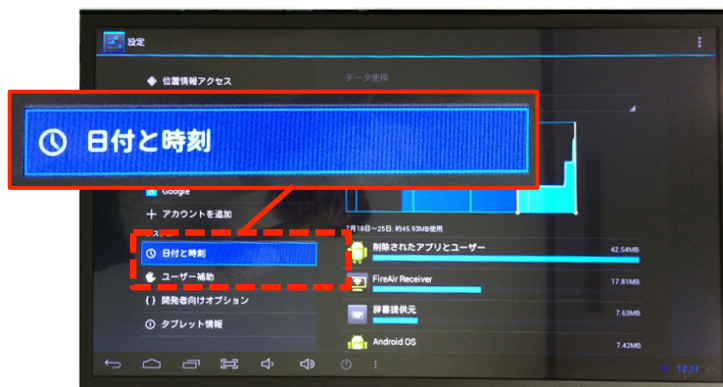 設定
位置情報アクセス
データ使用
日付と時刻
Google
アカウントを追加
7月18日〜25日: 約45.93MB使用
日付と時刻
削除されたアプリとユーザー
42.54MB
ユーザー補助
FireAir Receiver
17.81MB
{ } 開発者向けオプション
辞書提供元
7.63MB
タブレット情報
Android OS
7.42MB
12:11